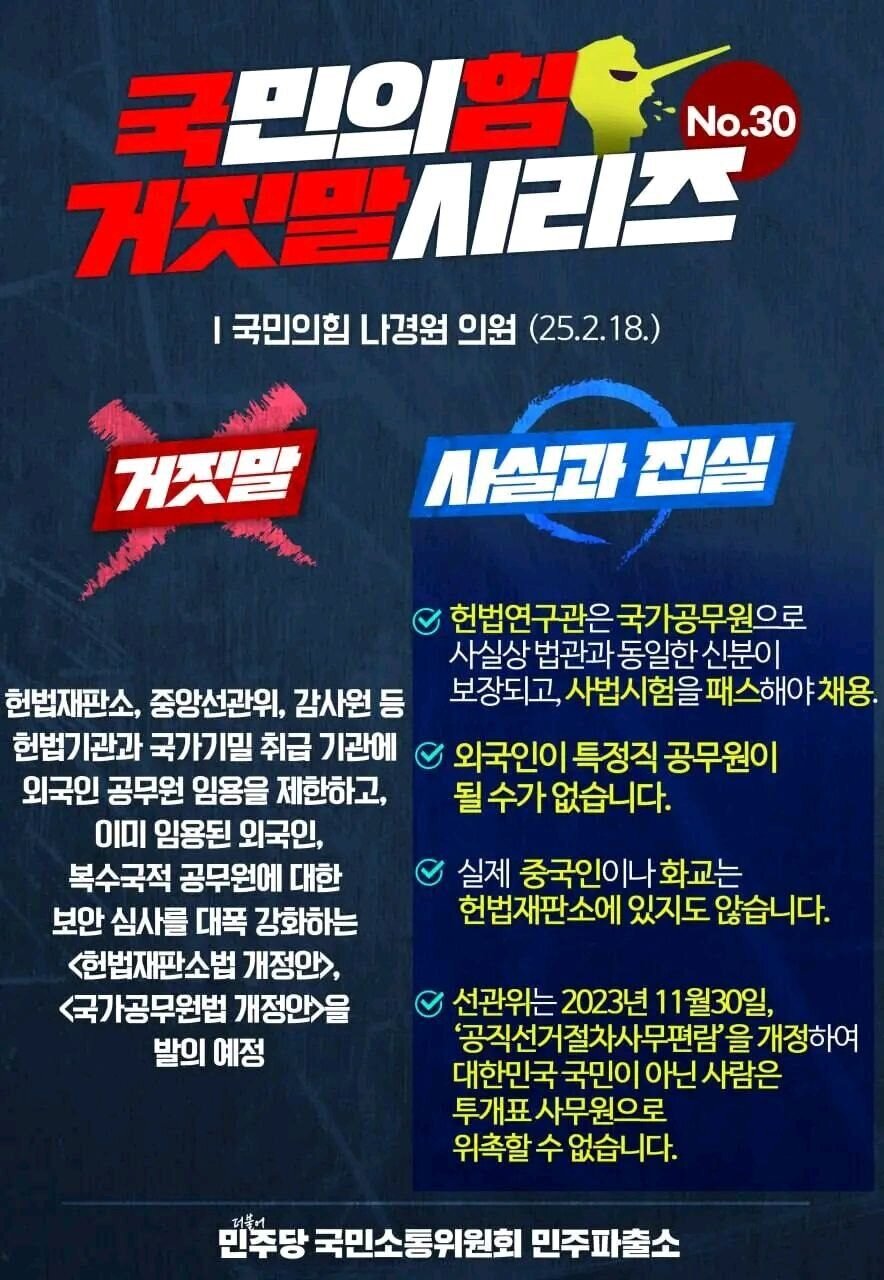 국민의힘
거짓말시리즈
No.30
| 국민의힘 나경원 의원 (25.2.18.)
거짓말
헌법재판소, 중앙선관위, 감사원 등
헌법기관과 국가기밀 취급 기관에
외국인 공무원 임용을 제한하고,
이미 임용된 외국인,
복수국적 공무원에 대한
보안 심사를 대폭 강화하는
<헌법재판소법 개정안>,
<국가공무원법 개정안>을
발의 예정
사실과 진실
헌법연구관은 국가공무원으로
사실상 법관과 동일한 신분이
보장되고, 사법시험을 패스해야 채용.
외국인이 특정직 공무원이
될 수가 없습니다.
실제 중국인이나 화교는
헌법재판소에 있지도 않습니다.
선관위는 2023년 11월30일,
‘공직선거절차사무편람’을 개정하여
대한민국 국민이 아닌 사람은
투개표 사무원으로
위촉할 수 없습니다.
더불어
민주당 국민소통위원회 민주파출소